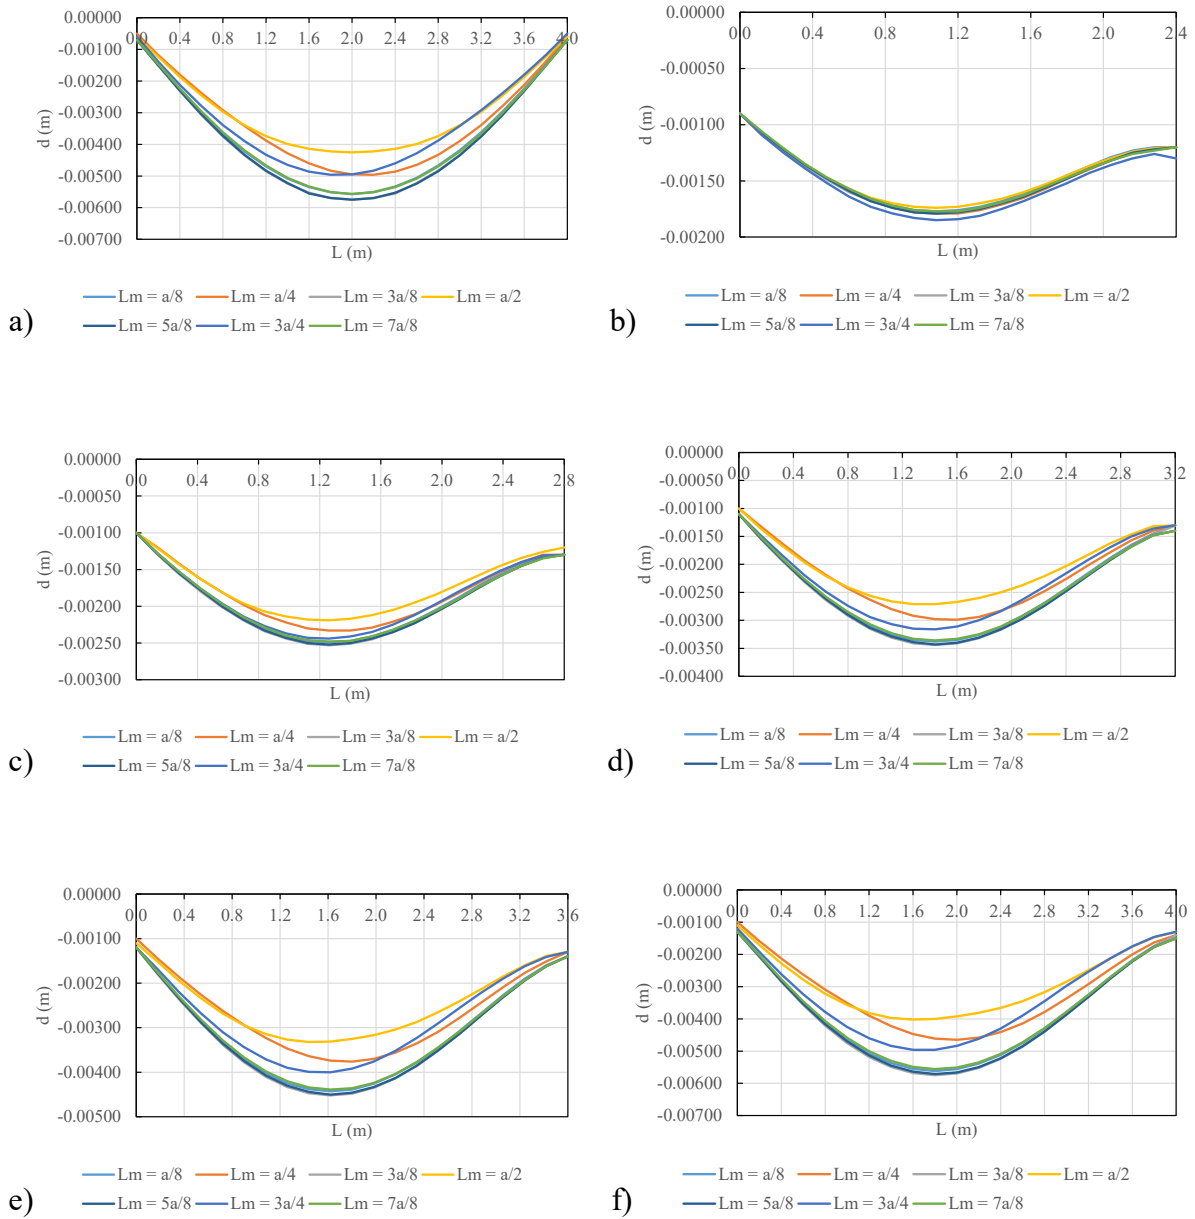 0.00000
0.0 0.4 0.8 1.2 1.6 2.0 2.4 2.8 3.2 3.6 4.0
-0.00100
-0.00200
-0.00300
-0.00400
-0.00500
-0.00600
-0.00700
d (m)
L (m)
Lm = a/8 Lm = a/4 Lm = 3a/8 Lm = a/2
Lm = 5a/8 Lm = 3a/4 Lm = 7a/8
a)
0.00000
0.0 0.4 0.8 1.2 1.6 2.0 2.4
-0.00050
-0.00100
-0.00150
-0.00200
d (m)
L (m)
Lm = a/8 Lm = a/4 Lm = 3a/8 Lm = a/2
Lm = 5a/8 Lm = 3a/4 Lm = 7a/8
b)
0.00000
0.0 0.4 0.8 1.2 1.6 2.0 2.4 2.8
-0.00050
-0.00100
-0.00150
-0.00200
-0.00250
-0.00300
d (m)
L (m)
Lm = a/8 Lm = a/4 Lm = 3a/8 Lm = a/2
Lm = 5a/8 Lm = 3a/4 Lm = 7a/8
c)
0.00000
0.0 0.4 0.8 1.2 1.6 2.0 2.4 2.8 3.2
-0.00050
-0.00100
-0.00150
-0.00200
-0.00250
-0.00300
-0.00350
-0.00400
d (m)
L (m)
Lm = a/8 Lm = a/4 Lm = 3a/8 Lm = a/2
Lm = 5a/8 Lm = 3a/4 Lm = 7a/8
d)
0.00000
0.0 0.4 0.8 1.2 1.6 2.0 2.4 2.8 3.2 3.6
-0.00100
-0.00200
-0.00300
-0.00400
-0.00500
d (m)
L (m)
Lm = a/8 Lm = a/4 Lm = 3a/8 Lm = a/2
Lm = 5a/8 Lm = 3a/4 Lm = 7a/8
e)
0.00000
0.0 0.4 0.8 1.2 1.6 2.0 2.4 2.8 3.2 3.6 4.0
-0.00100
-0.00200
-0.00300
-0.00400
-0.00500
-0.00600
-0.00700
d (m)
L (m)
Lm = a/8 Lm = a/4 Lm = 3a/8 Lm = a/2
Lm = 5a/8 Lm = 3a/4 Lm = 7a/8
f)